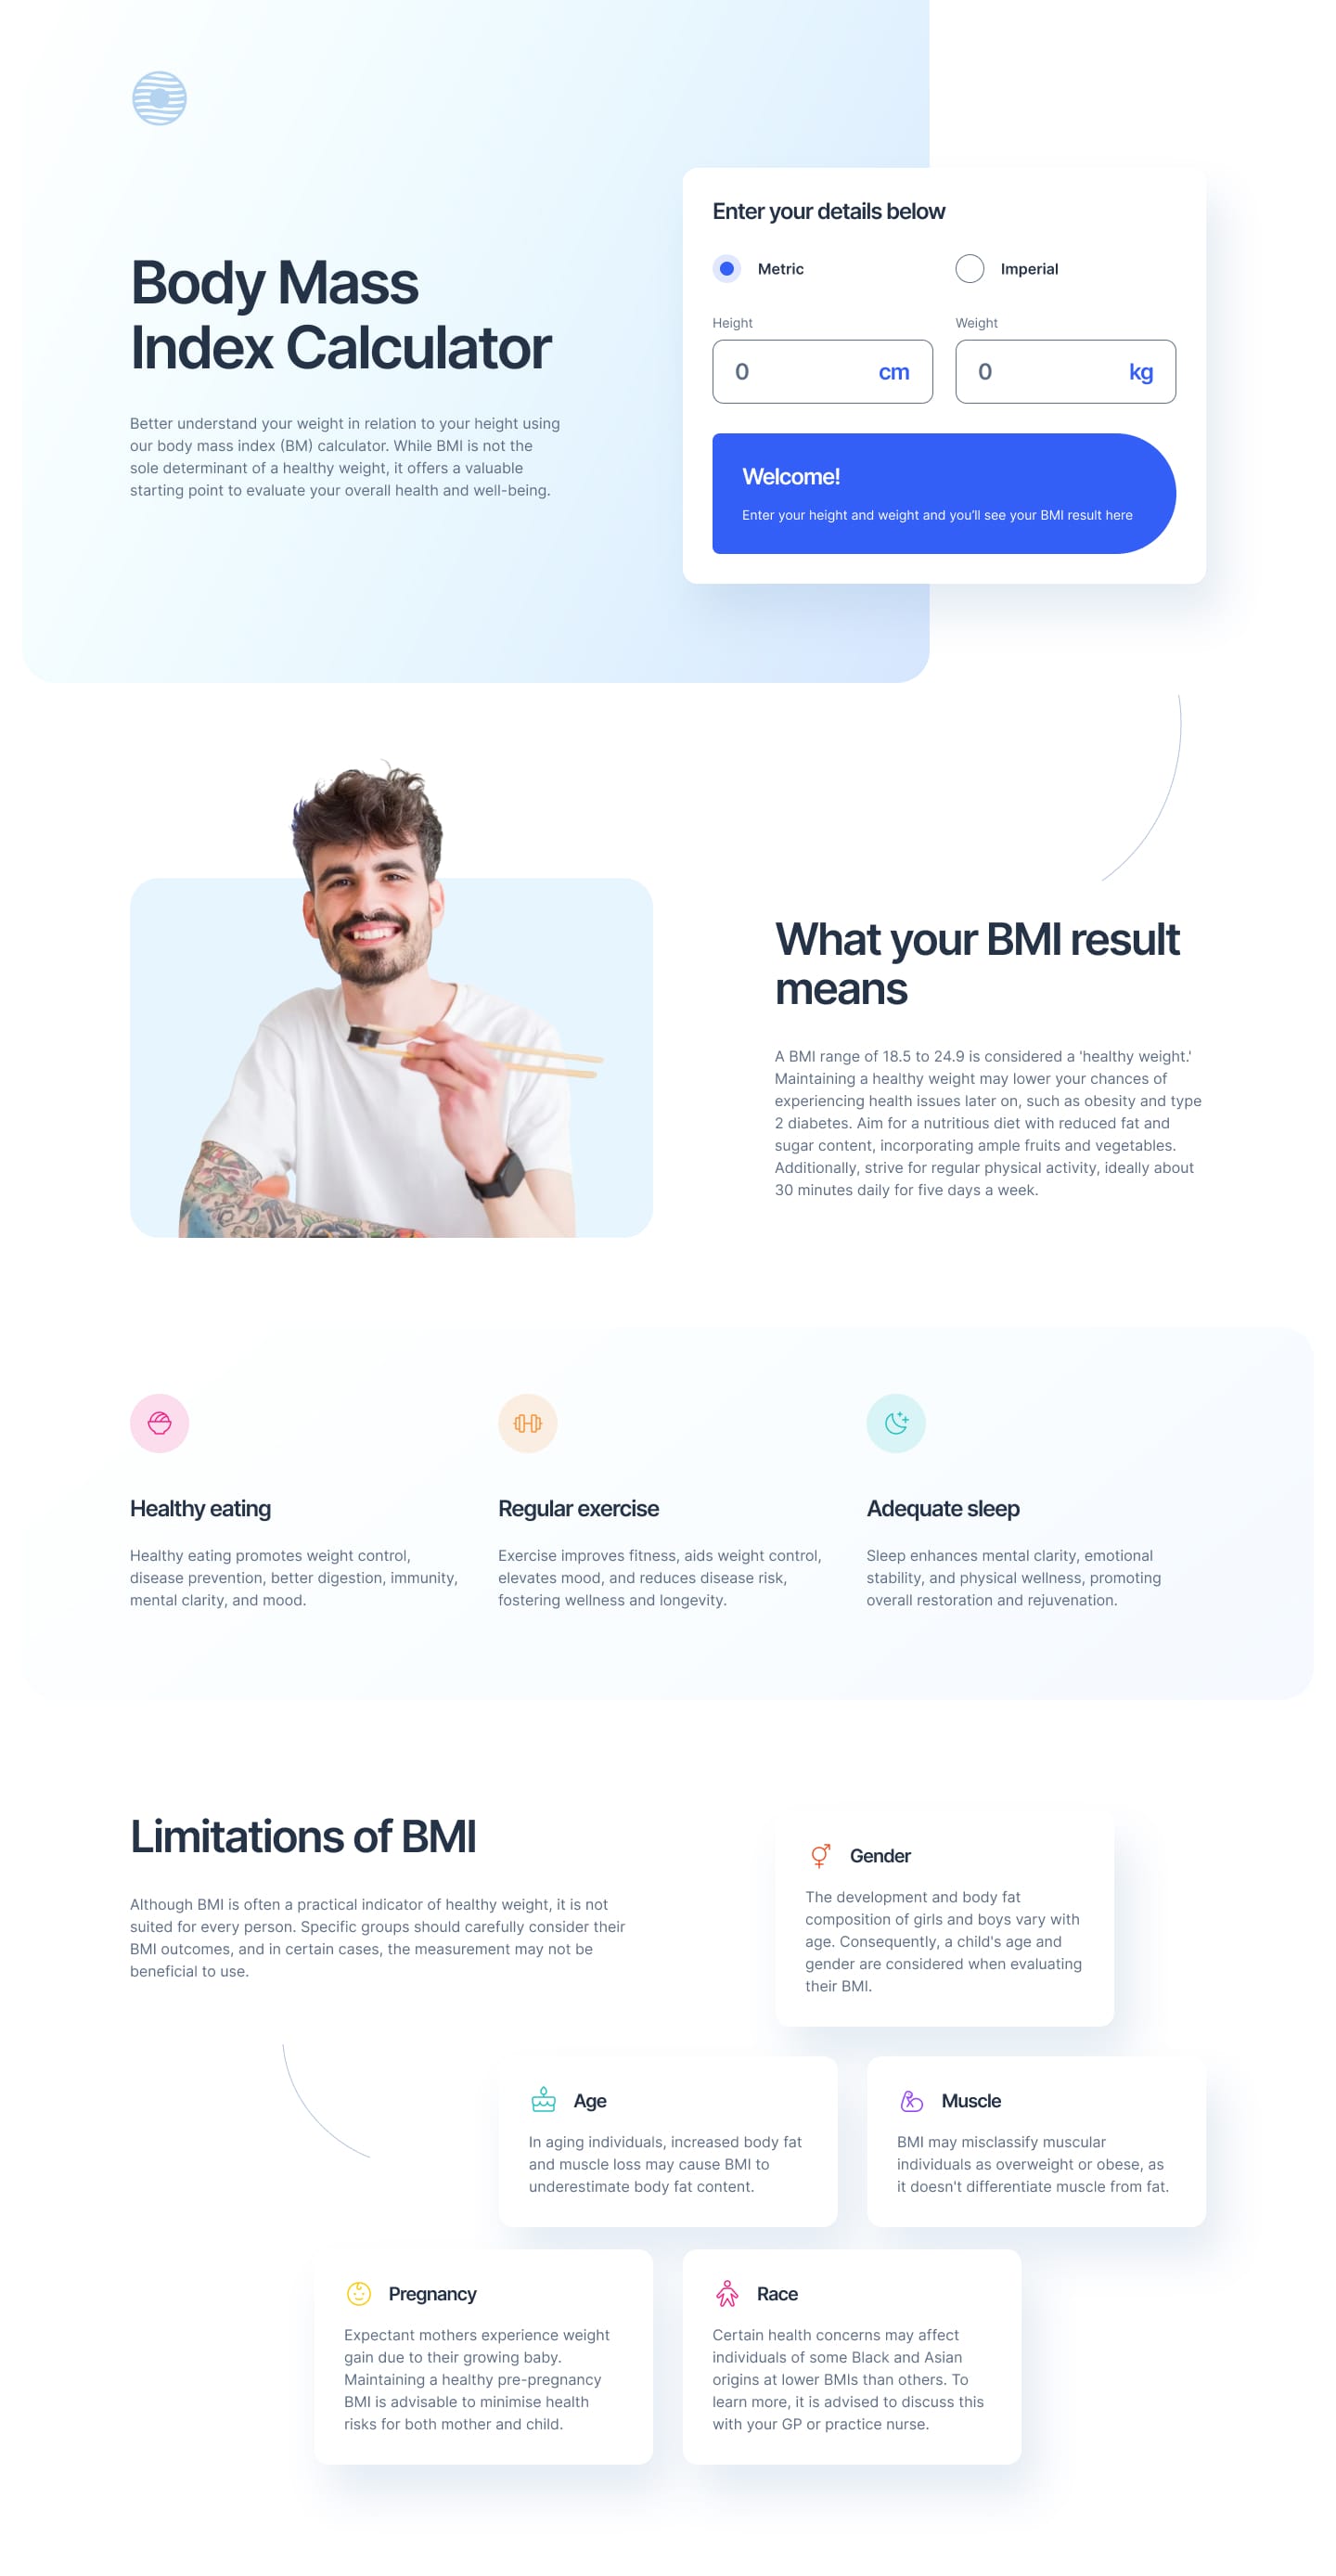 Body Mass
Index Calculator
Better understand your weight in relation to your height using
our body mass index (BM) calculator. While BMI is not the
sole determinant of a healthy weight, it offers a valuable
starting point to evaluate your overall health and well-being.
Enter your details below
Metric
Imperial
Height
Weight
0 cm
0 kg
Welcome!
Enter your height and weight and you’ll see your BMI result here
What your BMI result
means
A BMI range of 18.5 to 24.9 is considered a 'healthy weight.'
Maintaining a healthy weight may lower your chances of
experiencing health issues later on, such as obesity and type
2 diabetes. Aim for a nutritious diet with reduced fat and
sugar content, incorporating ample fruits and vegetables.
Additionally, strive for regular physical activity, ideally about
30 minutes daily for five days a week.
Healthy eating
Healthy eating promotes weight control,
disease prevention, better digestion, immunity,
mental clarity, and mood.
Regular exercise
Exercise improves fitness, aids weight control,
elevates mood, and reduces disease risk,
fostering wellness and longevity.
Adequate sleep
Sleep enhances mental clarity, emotional
stability, and physical wellness, promoting
overall restoration and rejuvenation.
Limitations of BMI
Although BMI is often a practical indicator of healthy weight, it is not
suited for every person. Specific groups should carefully consider their
BMI outcomes, and in certain cases, the measurement may not be
beneficial to use.
Gender
The development and body fat
composition of girls and boys vary with
age. Consequently, a child's age and
gender are considered when evaluating
their BMI.
Age
In aging individuals, increased body fat
and muscle loss may cause BMI to
underestimate body fat content.
Muscle
BMI may misclassify muscular
individuals as overweight or obese, as
it doesn't differentiate muscle from fat.
Pregnancy
Expectant mothers experience weight
gain due to their growing baby.
Maintaining a healthy pre-pregnancy
BMI is advisable to minimise health
risks for both mother and child.
Race
Certain health concerns may affect
individuals of some Black and Asian
origins at lower BMIs than others. To
learn more, it is advised to discuss this
with your GP or practice nurse.